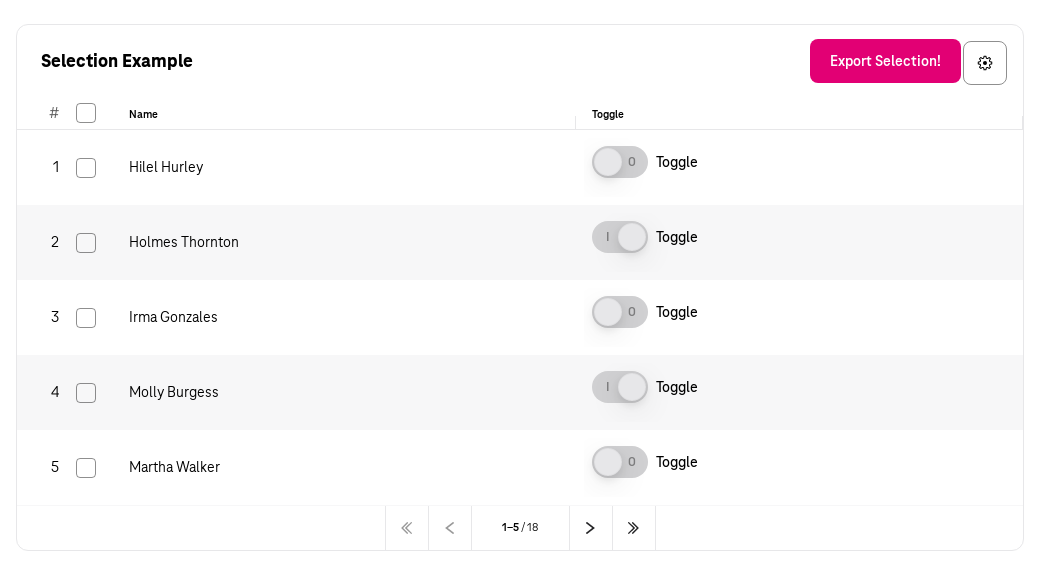 Selection Example
Export Selection!
# Name Toggle
1 Hilel Hurley 0 Toggle
2 Holmes Thornton I Toggle
3 Irma Gonzales 0 Toggle
4 Molly Burgess I Toggle
5 Martha Walker 0 Toggle
1–5 / 18